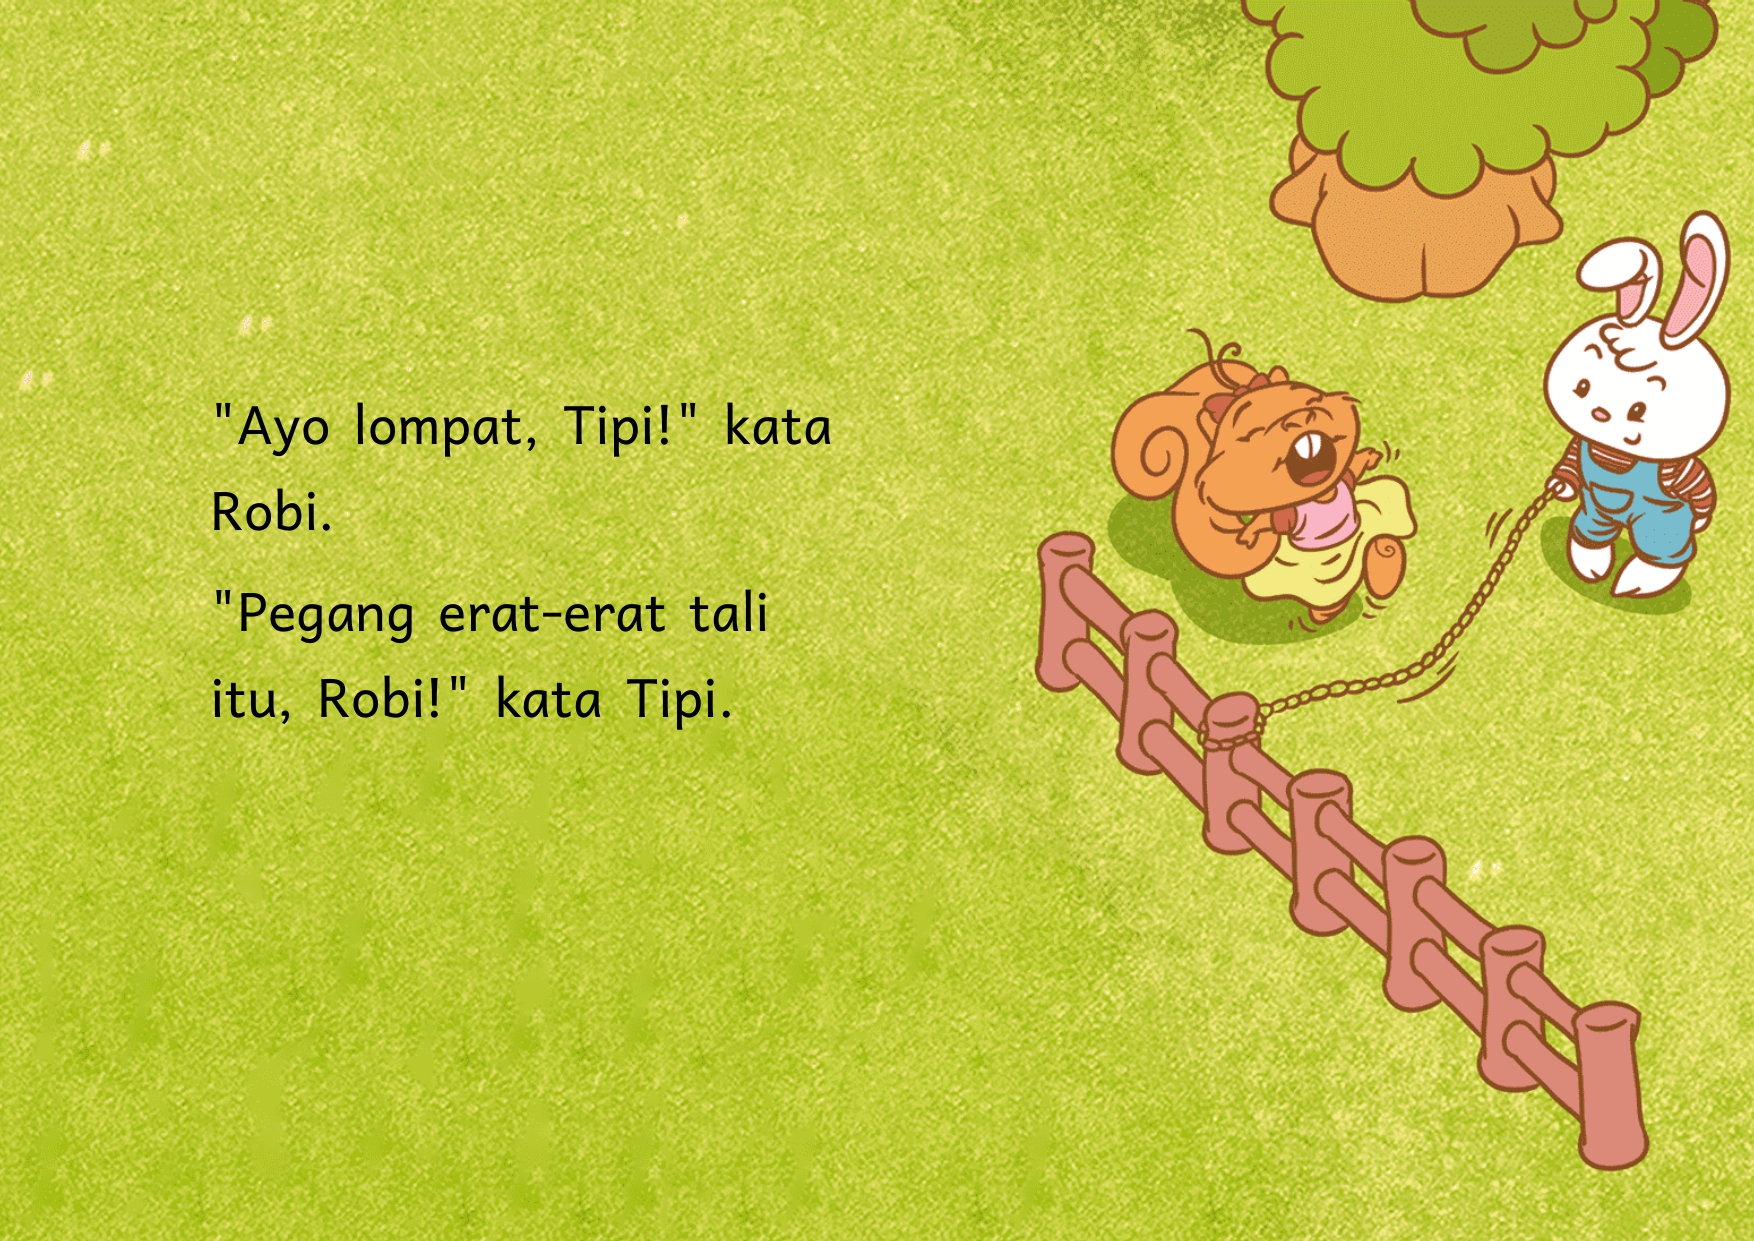 "Ayo lompat, Tipi!" kata
Robi.
"Pegang erat-erat tali
itu, Robi!" kata Tipi.